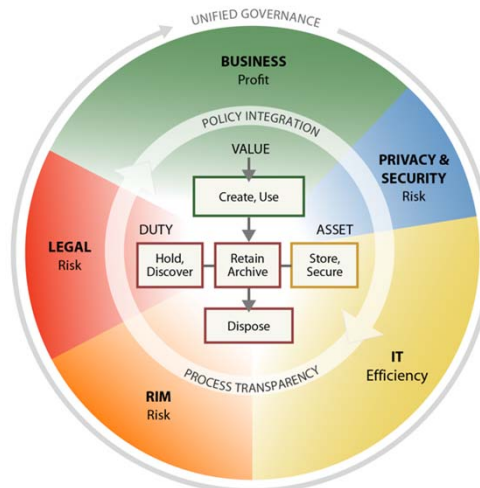 UNIFIED GOVERNANCE
BUSINESS
Profit
POLICY INTEGRATION
VALUE
PRIVACY &
SECURITY
Risk
Create, Use
DUTY
ASSET
LEGAL
Risk
Hold,
Discover
Retain
Archive
Store,
Secure
Dispose
IT
Efficiency
PROCESS TRANSPARENCY
RIM
Risk